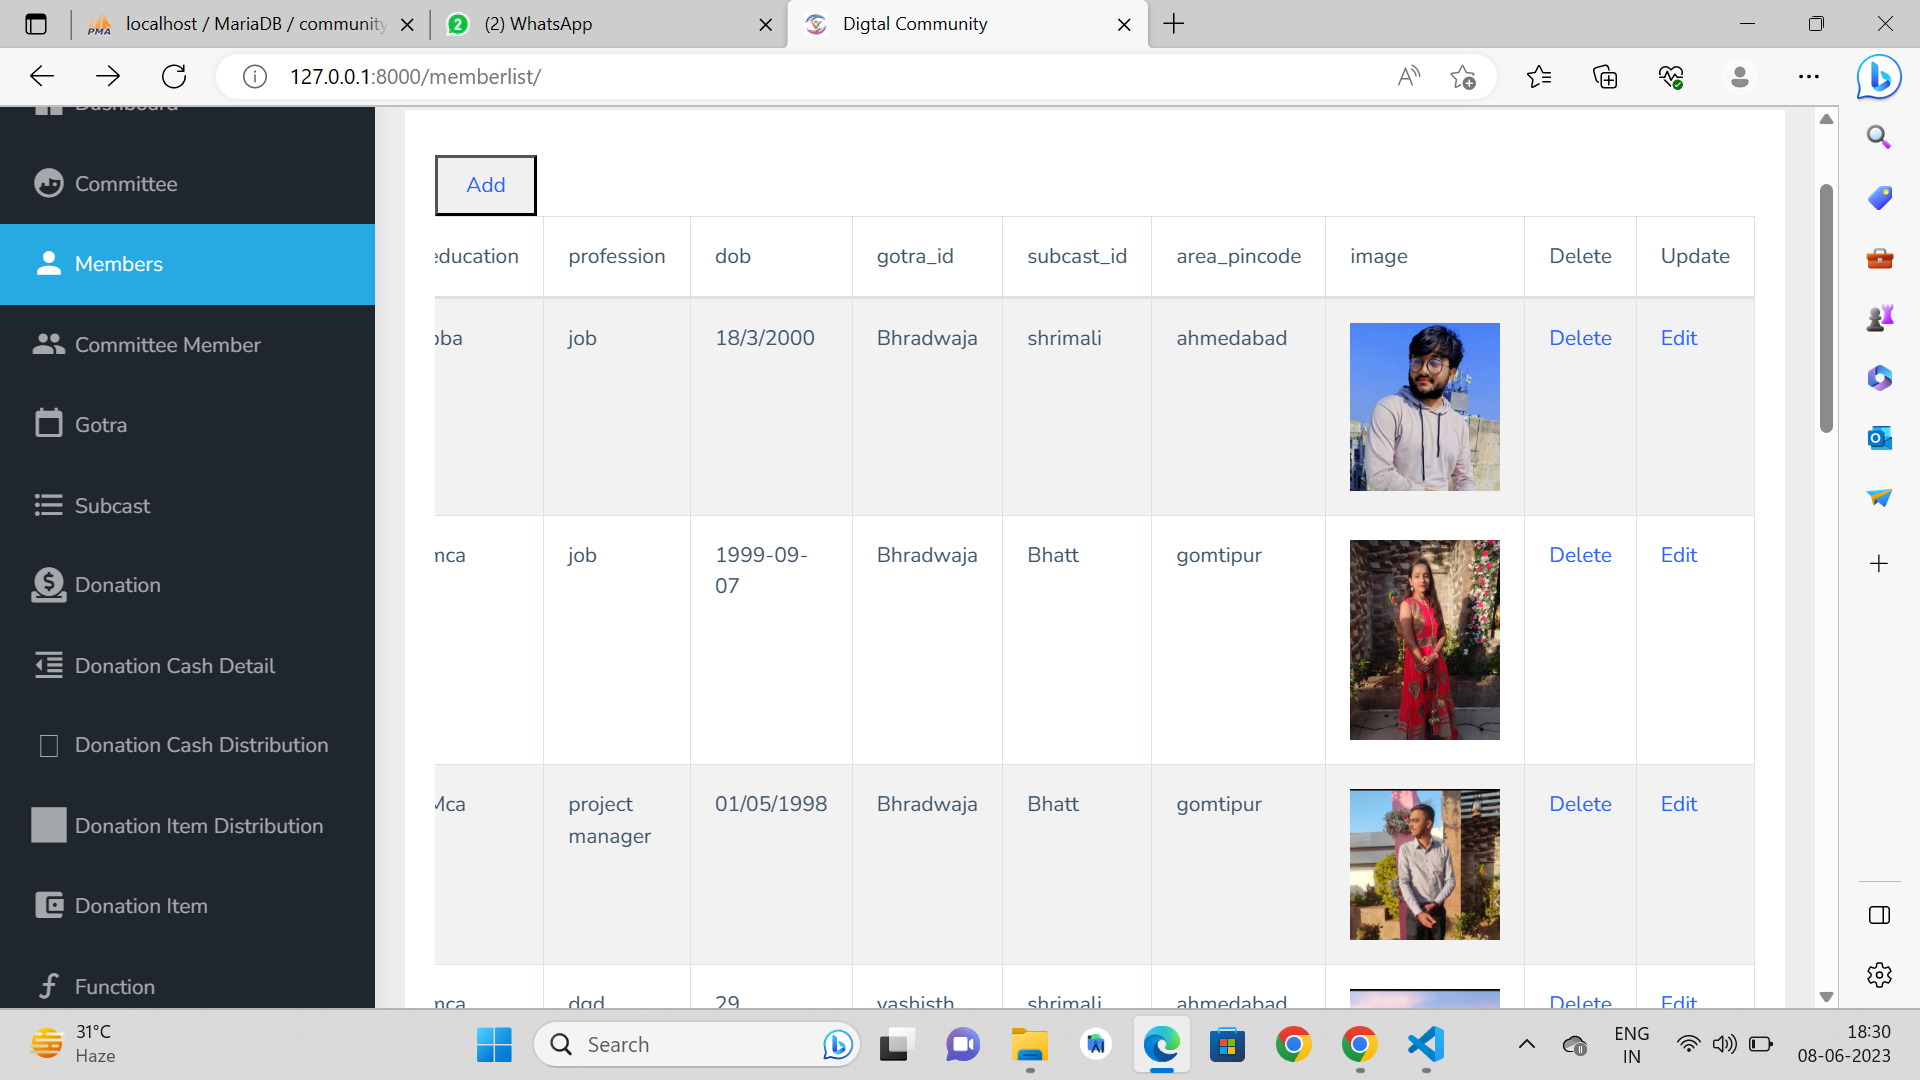 localhost / MariaDB / community
(2) WhatsApp
Digtal Community
127.0.0.1:8000/memberlist/
Dashboard
Committee
Members
Committee Member
Gotra
Subcast
Donation
Donation Cash Detail
Donation Cash Distribution
Donation Item Distribution
Donation Item
Function
Add
education profession dob gotra_id subcast_id area_pincode image Delete Update
bba job 18/3/2000 Bhradwaja shrimali ahmedabad Delete Edit
mca job 1999-09-
07 Bhradwaja Bhatt gomtipur Delete Edit
Mca project
manager 01/05/1998 Bhradwaja Bhatt gomtipur Delete Edit
mca dgd 29 vashisth shrimali ahmedabad Delete Edit
31°C
Haze
Search
ENG
IN
18:30
08-06-2023